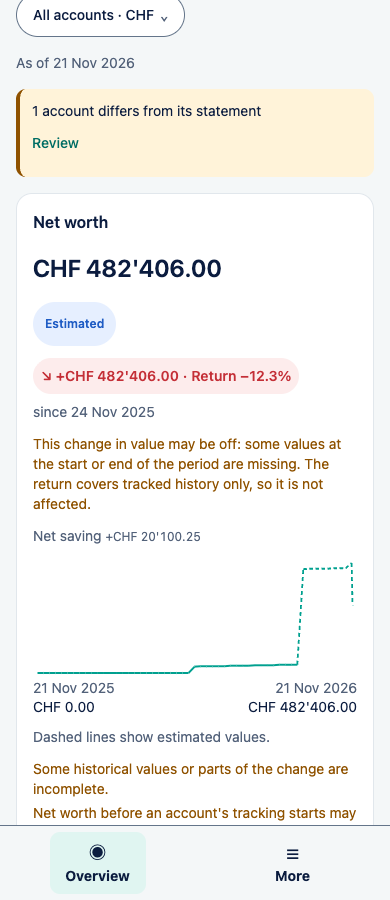 All accounts · CHF
As of 21 Nov 2026
1 account differs from its statement
Review
Net worth
CHF 482'406.00
Estimated
↘ +CHF 482'406.00 · Return −12.3%
since 24 Nov 2025
This change in value may be off: some values at
the start or end of the period are missing. The
return covers tracked history only, so it is not
affected.
Net saving +CHF 20'100.25
21 Nov 2025
21 Nov 2026
CHF 0.00
CHF 482'406.00
Dashed lines show estimated values.
Some historical values or parts of the change are
incomplete.
Net worth before an account's tracking starts may
Overview
More